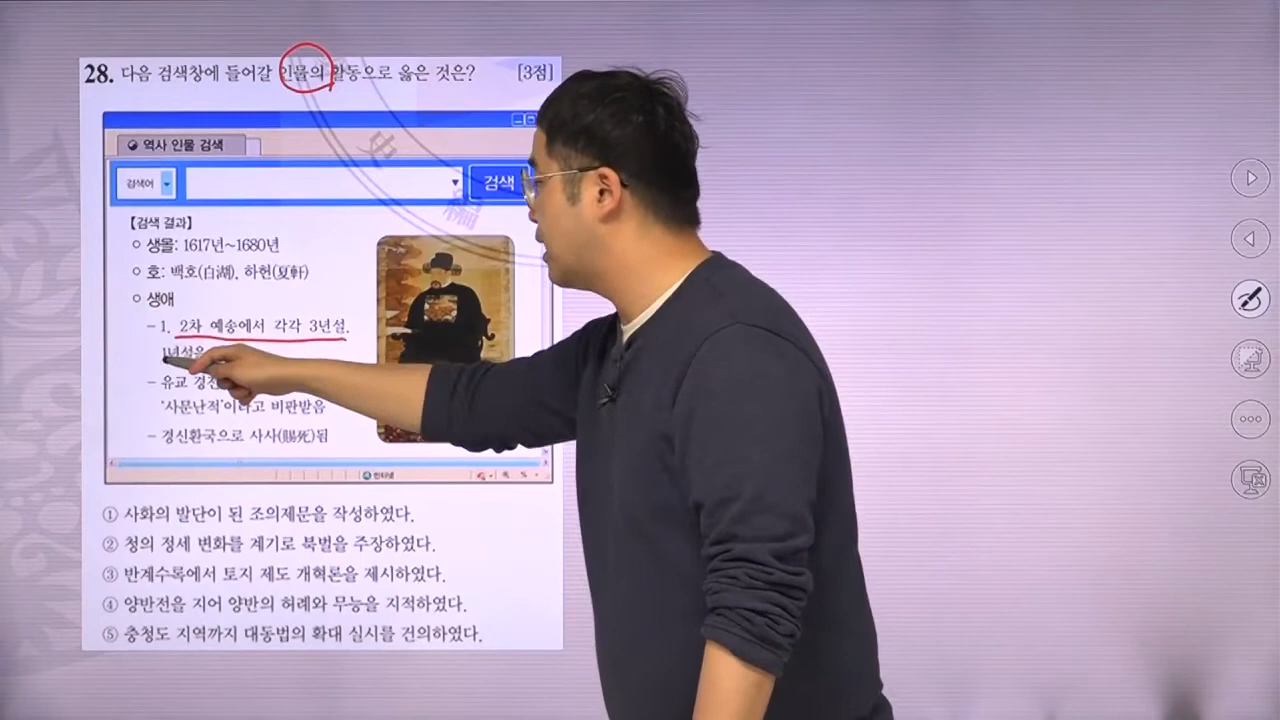 28. 다음 검색창에 들어갈 인물의 활동으로 옳은 것은? [3점]
역사 인물 검색
검색어 검색
【검색 결과】
○ 생몰: 1617년~1680년
○ 호: 백호(白湖), 하헌(夏軒)
○ 생애
- 1, 2차 예송에서 각각 3년설,
1년설을
- 유교 경전
'사문난적'이라고 비판받음
- 경신환국으로 사사(賜死)됨
인터넷
① 사화의 발단이 된 조의제문을 작성하였다.
② 청의 정세 변화를 계기로 북벌을 주장하였다.
③ 반계수록에서 토지 제도 개혁론을 제시하였다.
④ 양반전을 지어 양반의 허례와 무능을 지적하였다.
⑤ 충청도 지역까지 대동법의 확대 실시를 건의하였다.
史